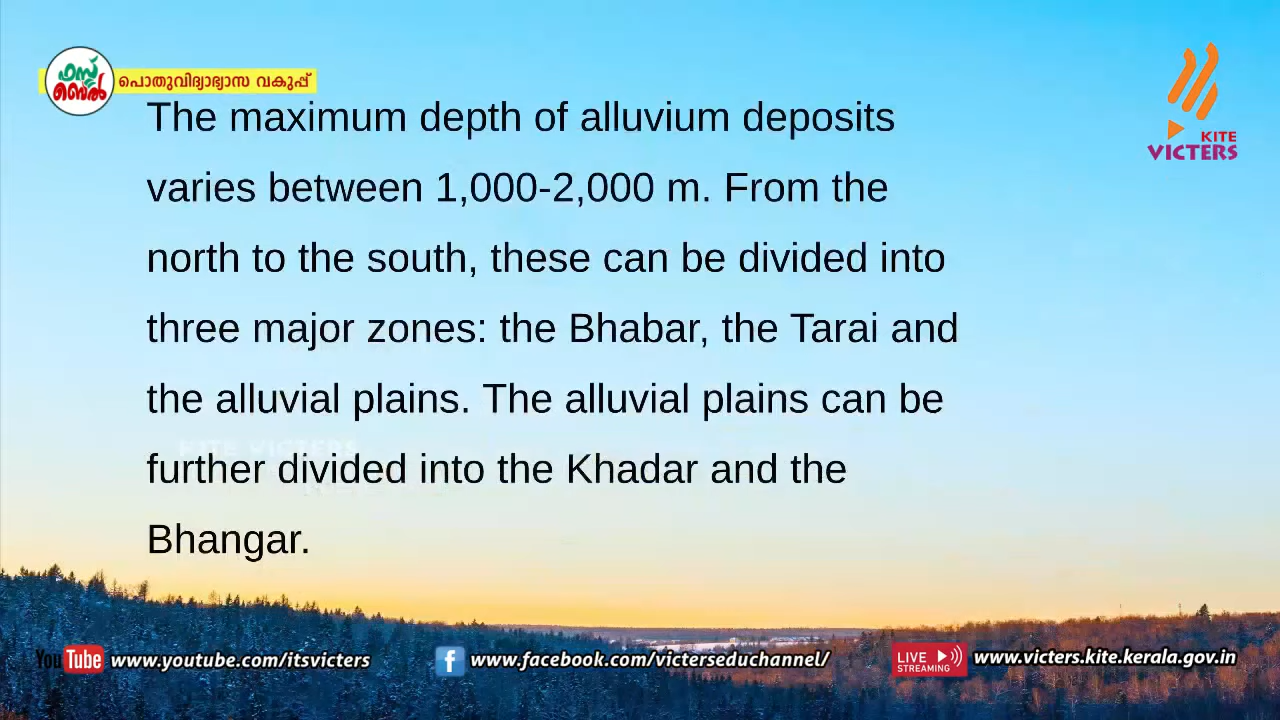 ഫസ്റ്റ്
ബെൽ
പൊതുവിദ്യാഭ്യാസ വകുപ്പ്
KITE
VICTERS
The maximum depth of alluvium deposits
varies between 1,000-2,000 m. From the
north to the south, these can be divided into
three major zones: the Bhabar, the Tarai and
the alluvial plains. The alluvial plains can be
further divided into the Khadar and the
Bhangar.
KITE VICTERS
YouTube www.youtube.com/itsvicters
f www.facebook.com/victerseduchannel/
LIVE
STREAMING
www.victers.kite.kerala.gov.in